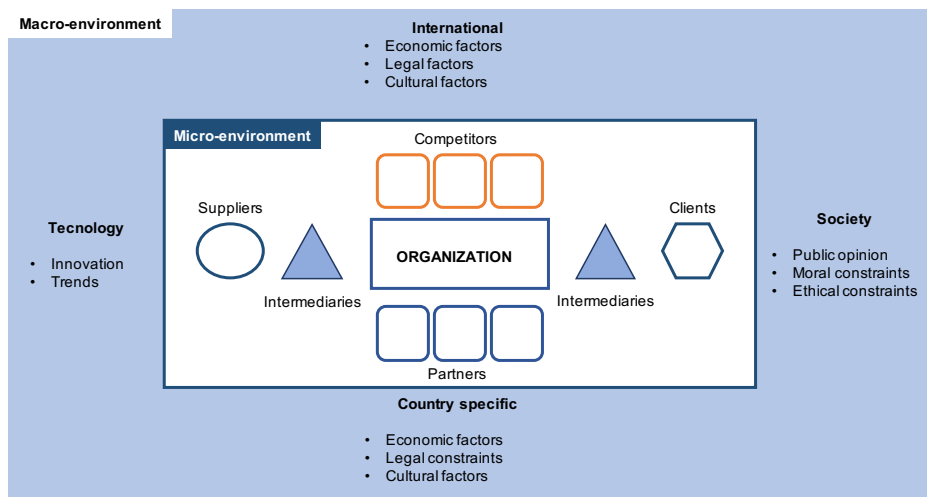 Macro-environment
International
• Economic factors
• Legal factors
• Cultural factors
Micro-environment
Competitors
Suppliers
Clients
Tecnology
• Innovation
• Trends
ORGANIZATION
Intermediaries
Intermediaries
Society
• Public opinion
• Moral constraints
• Ethical constraints
Partners
Country specific
• Economic factors
• Legal constraints
• Cultural factors